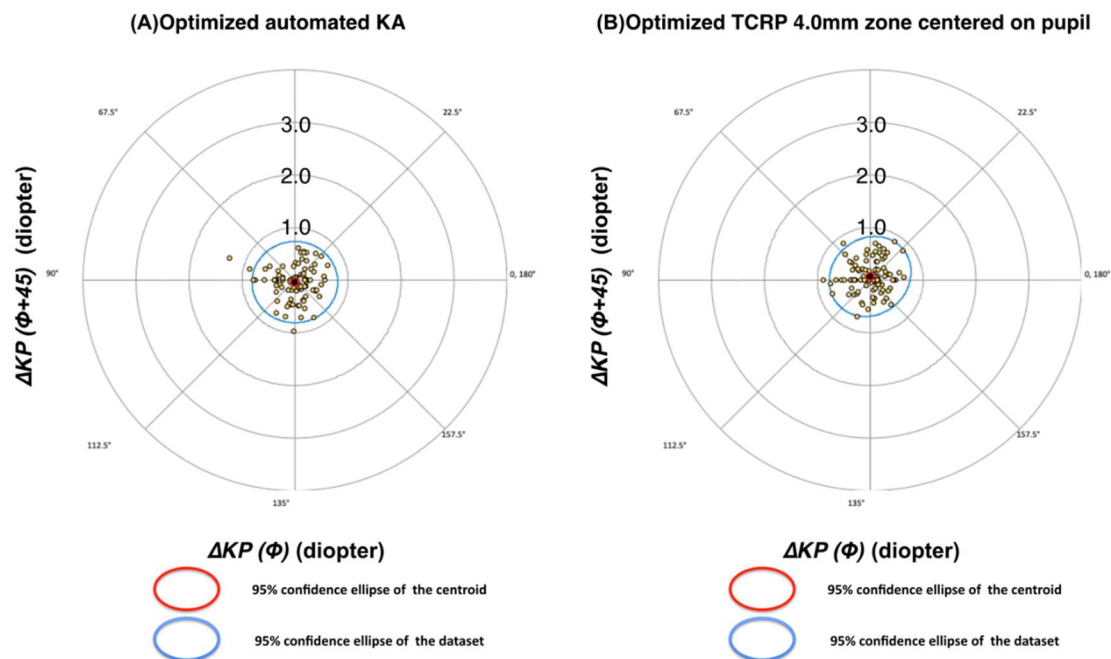 (A)Optimized automated KA
(B)Optimized TCRP 4.0mm zone centered on pupil
67.5°
22.5°
3.0
2.0
1.0
90°
0, 180°
112.5°
157.5°
135°
ΔKP (Φ+45) (diopter)
ΔKP (Φ) (diopter)
95% confidence ellipse of the centroid
95% confidence ellipse of the dataset
67.5°
22.5°
3.0
2.0
1.0
90°
0, 180°
112.5°
157.5°
135°
ΔKP (Φ+45) (diopter)
ΔKP (Φ) (diopter)
95% confidence ellipse of the centroid
95% confidence ellipse of the dataset